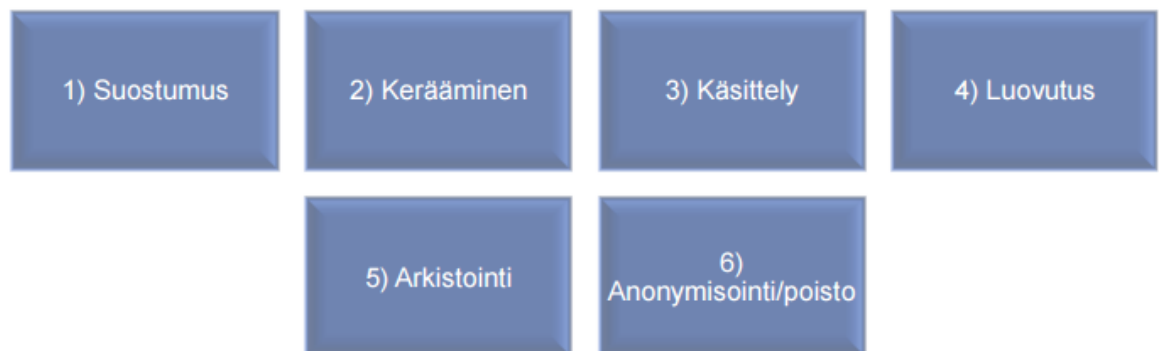 1) Suostumus
2) Kerääminen
3) Käsittely
4) Luovutus
5) Arkistointi
6)
Anonymisointi/poisto